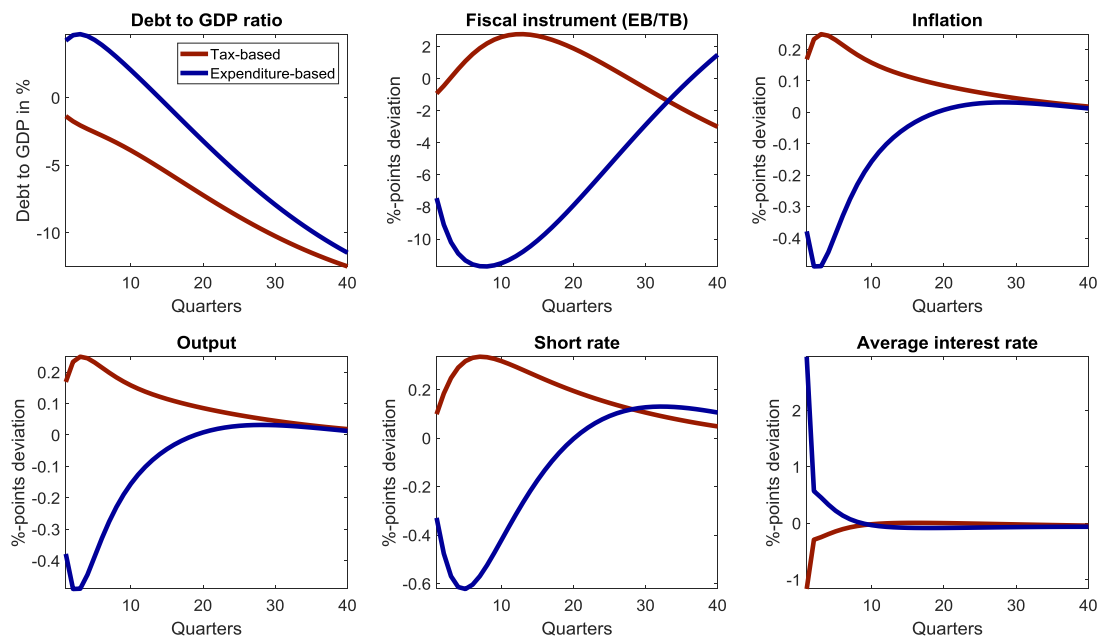 Debt to GDP ratio
Debt to GDP in %
0
-5
-10
10
20
30
40
Quarters
Tax-based
Expenditure-based
Fiscal instrument (EB/TB)
%-points deviation
2
0
-2
-4
-6
-8
-10
10
20
30
40
Quarters
Inflation
%-points deviation
0.2
0.1
0
-0.1
-0.2
-0.3
-0.4
10
20
30
40
Quarters
Output
%-points deviation
0.2
0.1
0
-0.1
-0.2
-0.3
-0.4
10
20
30
40
Quarters
Short rate
%-points deviation
0.2
0
-0.2
-0.4
-0.6
10
20
30
40
Quarters
Average interest rate
%-points deviation
2
1
0
-1
10
20
30
40
Quarters